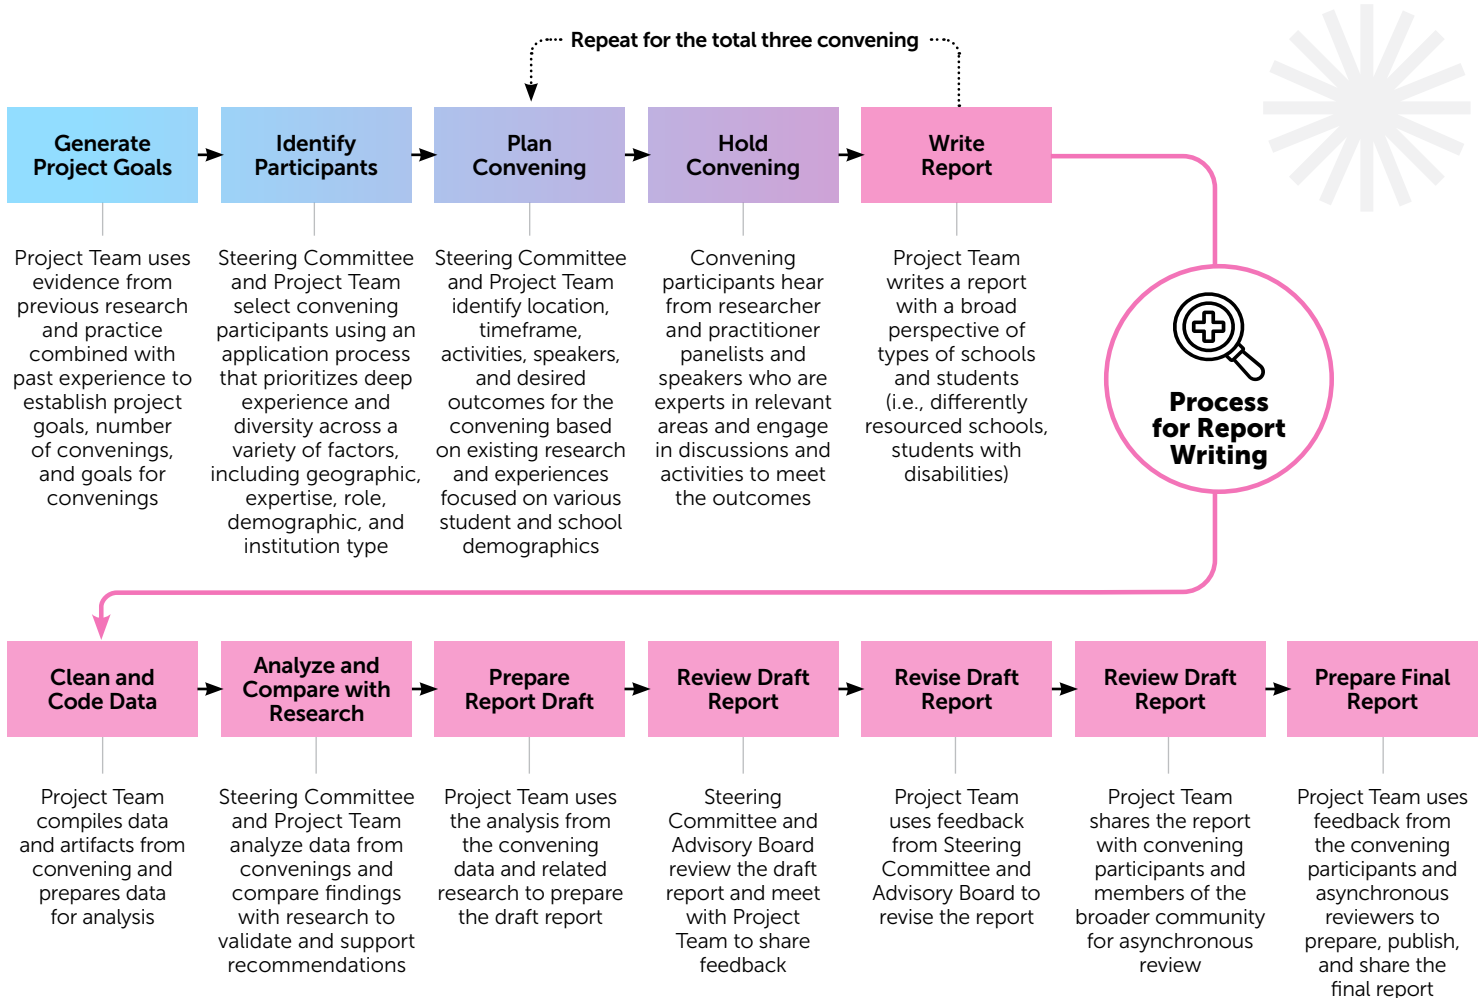 Repeat for the total three convening
Generate
Project Goals
Identify
Participants
Plan
Convening
Hold
Convening
Write
Report
Project Team uses
evidence from
previous research
and practice
combined with
past experience to
establish project
goals, number
of convenings,
and goals for
convenings
Steering Committee
and Project Team
select convening
participants using an
application process
that prioritizes deep
experience and
diversity across a
variety of factors,
including geographic,
expertise, role,
demographic, and
institution type
Steering Committee
and Project Team
identify location,
timeframe,
activities, speakers,
and desired
outcomes for the
convening based
on existing research
and experiences
focused on various
student and school
demographics
Convening
participants hear
from researcher
and practitioner
panelists and
speakers who are
experts in relevant
areas and engage
in discussions and
activities to meet
the outcomes
Project Team
writes a report
with a broad
perspective of
types of schools
and students
(i.e., differently
resourced schools,
students with
disabilities)
Process
for Report
Writing
Clean and
Code Data
Analyze and
Compare with
Research
Prepare
Report Draft
Review Draft
Report
Revise Draft
Report
Review Draft
Report
Prepare Final
Report
Project Team
compiles data
and artifacts from
convening and
prepares data
for analysis
Steering Committee
and Project Team
analyze data from
convenings and
compare findings
with research to
validate and support
recommendations
Project Team uses
the analysis from
the convening
data and related
research to prepare
the draft report
Steering
Committee and
Advisory Board
review the draft
report and meet
with Project
Team to share
feedback
Project Team
uses feedback
from Steering
Committee and
Advisory Board to
revise the report
Project Team
shares the report
with convening
participants and
members of the
broader community
for asynchronous
review
Project Team uses
feedback from
the convening
participants and
asynchronous
reviewers to
prepare, publish,
and share the
final report